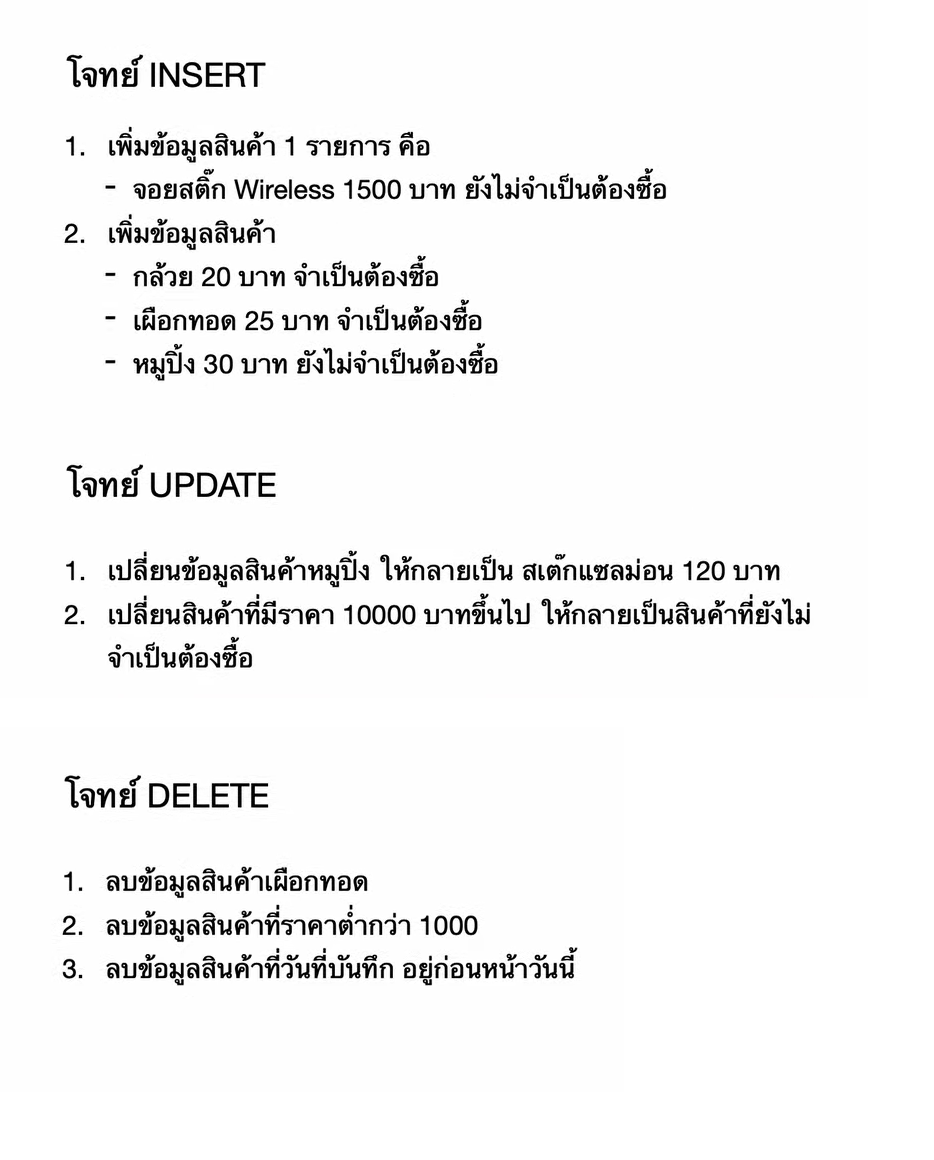 โจทย์ INSERT
1. เพิ่มข้อมูลสินค้า 1 รายการ คือ
- จอยสติ๊ก Wireless 1500 บาท ยังไม่จำเป็นต้องซื้อ
2. เพิ่มข้อมูลสินค้า
- กล้วย 20 บาท จำเป็นต้องซื้อ
- เผือกทอด 25 บาท จำเป็นต้องซื้อ
- หมูปิ้ง 30 บาท ยังไม่จำเป็นต้องซื้อ
โจทย์ UPDATE
1. เปลี่ยนข้อมูลสินค้าหมูปิ้ง ให้กลายเป็น สเต๊กแซลม่อน 120 บาท
2. เปลี่ยนสินค้าที่มีราคา 10000 บาทขึ้นไป ให้กลายเป็นสินค้าที่ยังไม่
จำเป็นต้องซื้อ
โจทย์ DELETE
1. ลบข้อมูลสินค้าเผือกทอด
2. ลบข้อมูลสินค้าที่ราคาต่ำกว่า 1000
3. ลบข้อมูลสินค้าที่วันที่บันทึก อยู่ก่อนหน้าวันนี้